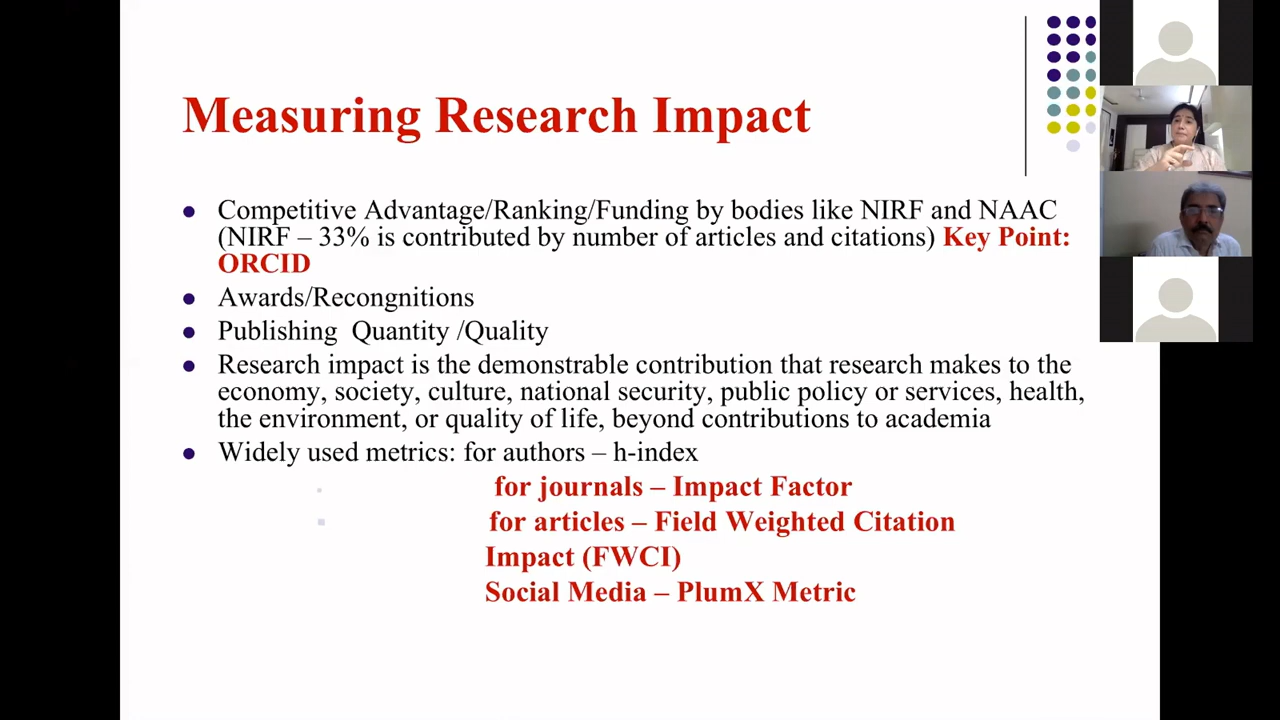 Measuring Research Impact
Competitive Advantage/Ranking/Funding by bodies like NIRF and NAAC
(NIRF – 33% is contributed by number of articles and citations) Key Point:
ORCID
Awards/Recongnitions
Publishing Quantity /Quality
Research impact is the demonstrable contribution that research makes to the
economy, society, culture, national security, public policy or services, health,
the environment, or quality of life, beyond contributions to academia
Widely used metrics: for authors – h-index
for journals – Impact Factor
for articles – Field Weighted Citation
Impact (FWCI)
Social Media – PlumX Metric